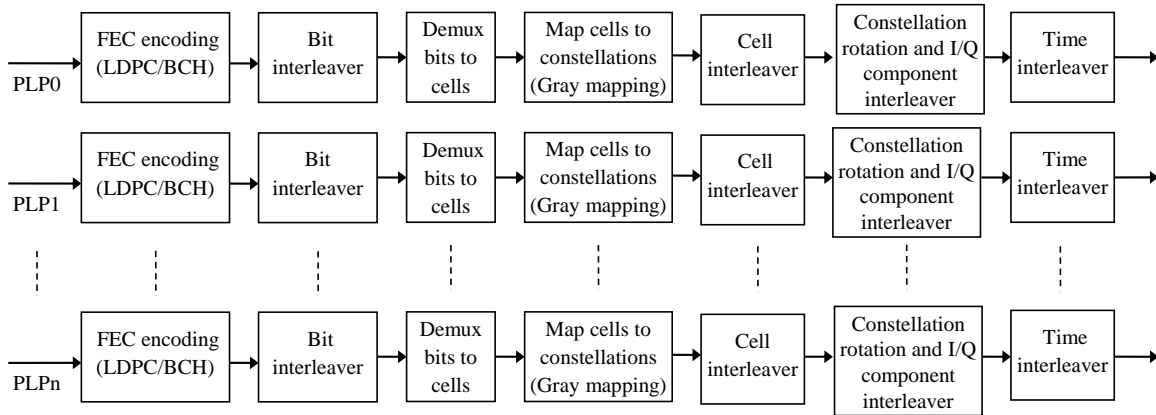 PLP0
FEC encoding
(LDPC/BCH)
Bit
interleaver
Demux
bits to
cells
Map cells to
constellations
(Gray mapping)
Cell
interleaver
Constellation
rotation and I/Q
component
interleaver
Time
interleaver
PLP1
FEC encoding
(LDPC/BCH)
Bit
interleaver
Demux
bits to
cells
Map cells to
constellations
(Gray mapping)
Cell
interleaver
Constellation
rotation and I/Q
component
interleaver
Time
interleaver
PLPn
FEC encoding
(LDPC/BCH)
Bit
interleaver
Demux
bits to
cells
Map cells to
constellations
(Gray mapping)
Cell
interleaver
Constellation
rotation and I/Q
component
interleaver
Time
interleaver